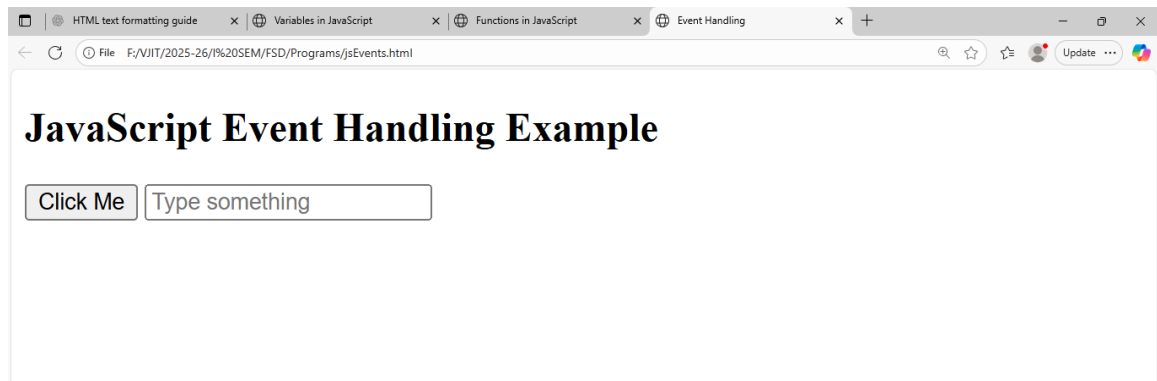 HTML text formatting guide
Variables in JavaScript
Functions in JavaScript
Event Handling
File F:/VJIT/2025-26/I%20SEM/FSD/Programs/jsEvents.html
Update
JavaScript Event Handling Example
Click Me
Type something